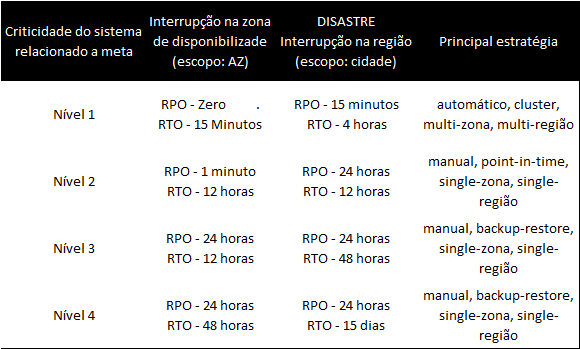 Criticidade do sistema relacionado a meta
Interrupção na zona de disponibilizade (escopo: AZ)
DISASTRE
Interrupção na região (escopo: cidade)
Principal estratégia
Nível 1
RPO - Zero .
RTO - 15 Minutos
RPO - 15 minutos
RTO - 4 horas
automático, cluster,
multi-zona, multi-região
Nível 2
RPO - 1 minuto
RTO - 12 horas
RPO - 24 horas
RTO - 12 horas
manual, point-in-time,
single-zona, single-
região
Nível 3
RPO - 24 horas
RTO - 12 horas
RPO - 24 horas
RTO - 48 horas
manual, backup-restore,
single-zona, single-
região
Nível 4
RPO - 24 horas
RTO - 48 horas
RPO - 24 horas
RTO - 15 dias
manual, backup-restore,
single-zona, single-
região